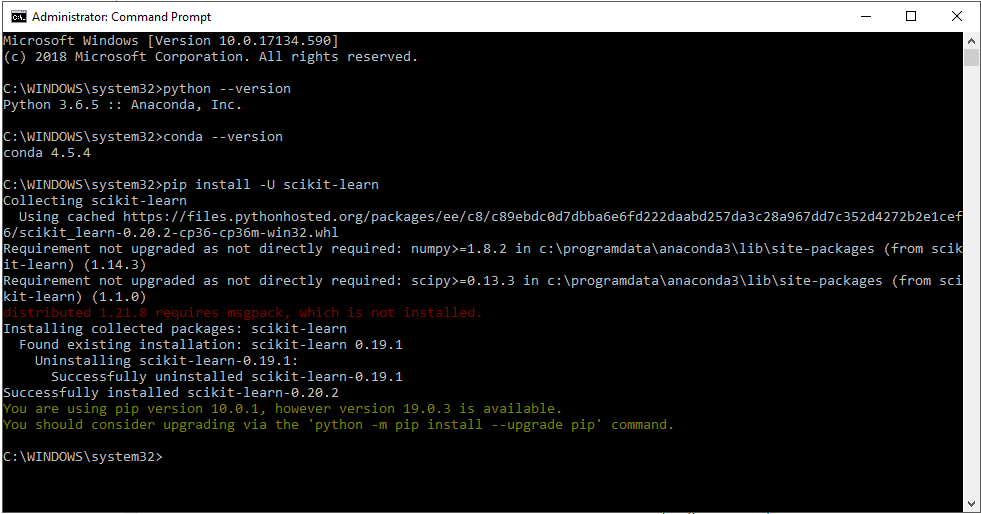 Administrator: Command Prompt
Microsoft Windows [Version 10.0.17134.590]
(c) 2018 Microsoft Corporation. All rights reserved.
C:\WINDOWS\system32>python --version
Python 3.6.5 :: Anaconda, Inc.
C:\WINDOWS\system32>conda --version
conda 4.5.4
C:\WINDOWS\system32>pip install -U scikit-learn
Collecting scikit-learn
  Using cached https://files.pythonhosted.org/packages/ee/c8/c89ebdc0d7dbba6e6fd222daabd257da3c28a967dd7c352d4272b2e1cef
6/scikit_learn-0.20.2-cp36-cp36m-win32.whl
Requirement not upgraded as not directly required: numpy>=1.8.2 in c:\programdata\anaconda3\lib\site-packages (from scik
it-learn) (1.14.3)
Requirement not upgraded as not directly required: scipy>=0.13.3 in c:\programdata\anaconda3\lib\site-packages (from sci
kit-learn) (1.1.0)
distributed 1.21.8 requires msgpack, which is not installed.
Installing collected packages: scikit-learn
  Found existing installation: scikit-learn 0.19.1
    Uninstalling scikit-learn-0.19.1:
      Successfully uninstalled scikit-learn-0.19.1
Successfully installed scikit-learn-0.20.2
You are using pip version 10.0.1, however version 19.0.3 is available.
You should consider upgrading via the 'python -m pip install --upgrade pip' command.
C:\WINDOWS\system32>